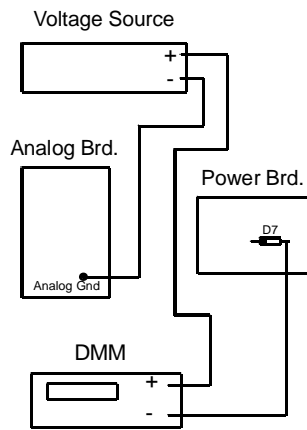 Voltage Source
+
-
Analog Brd.
Power Brd.
D7
Analog Gnd
DMM
+
-